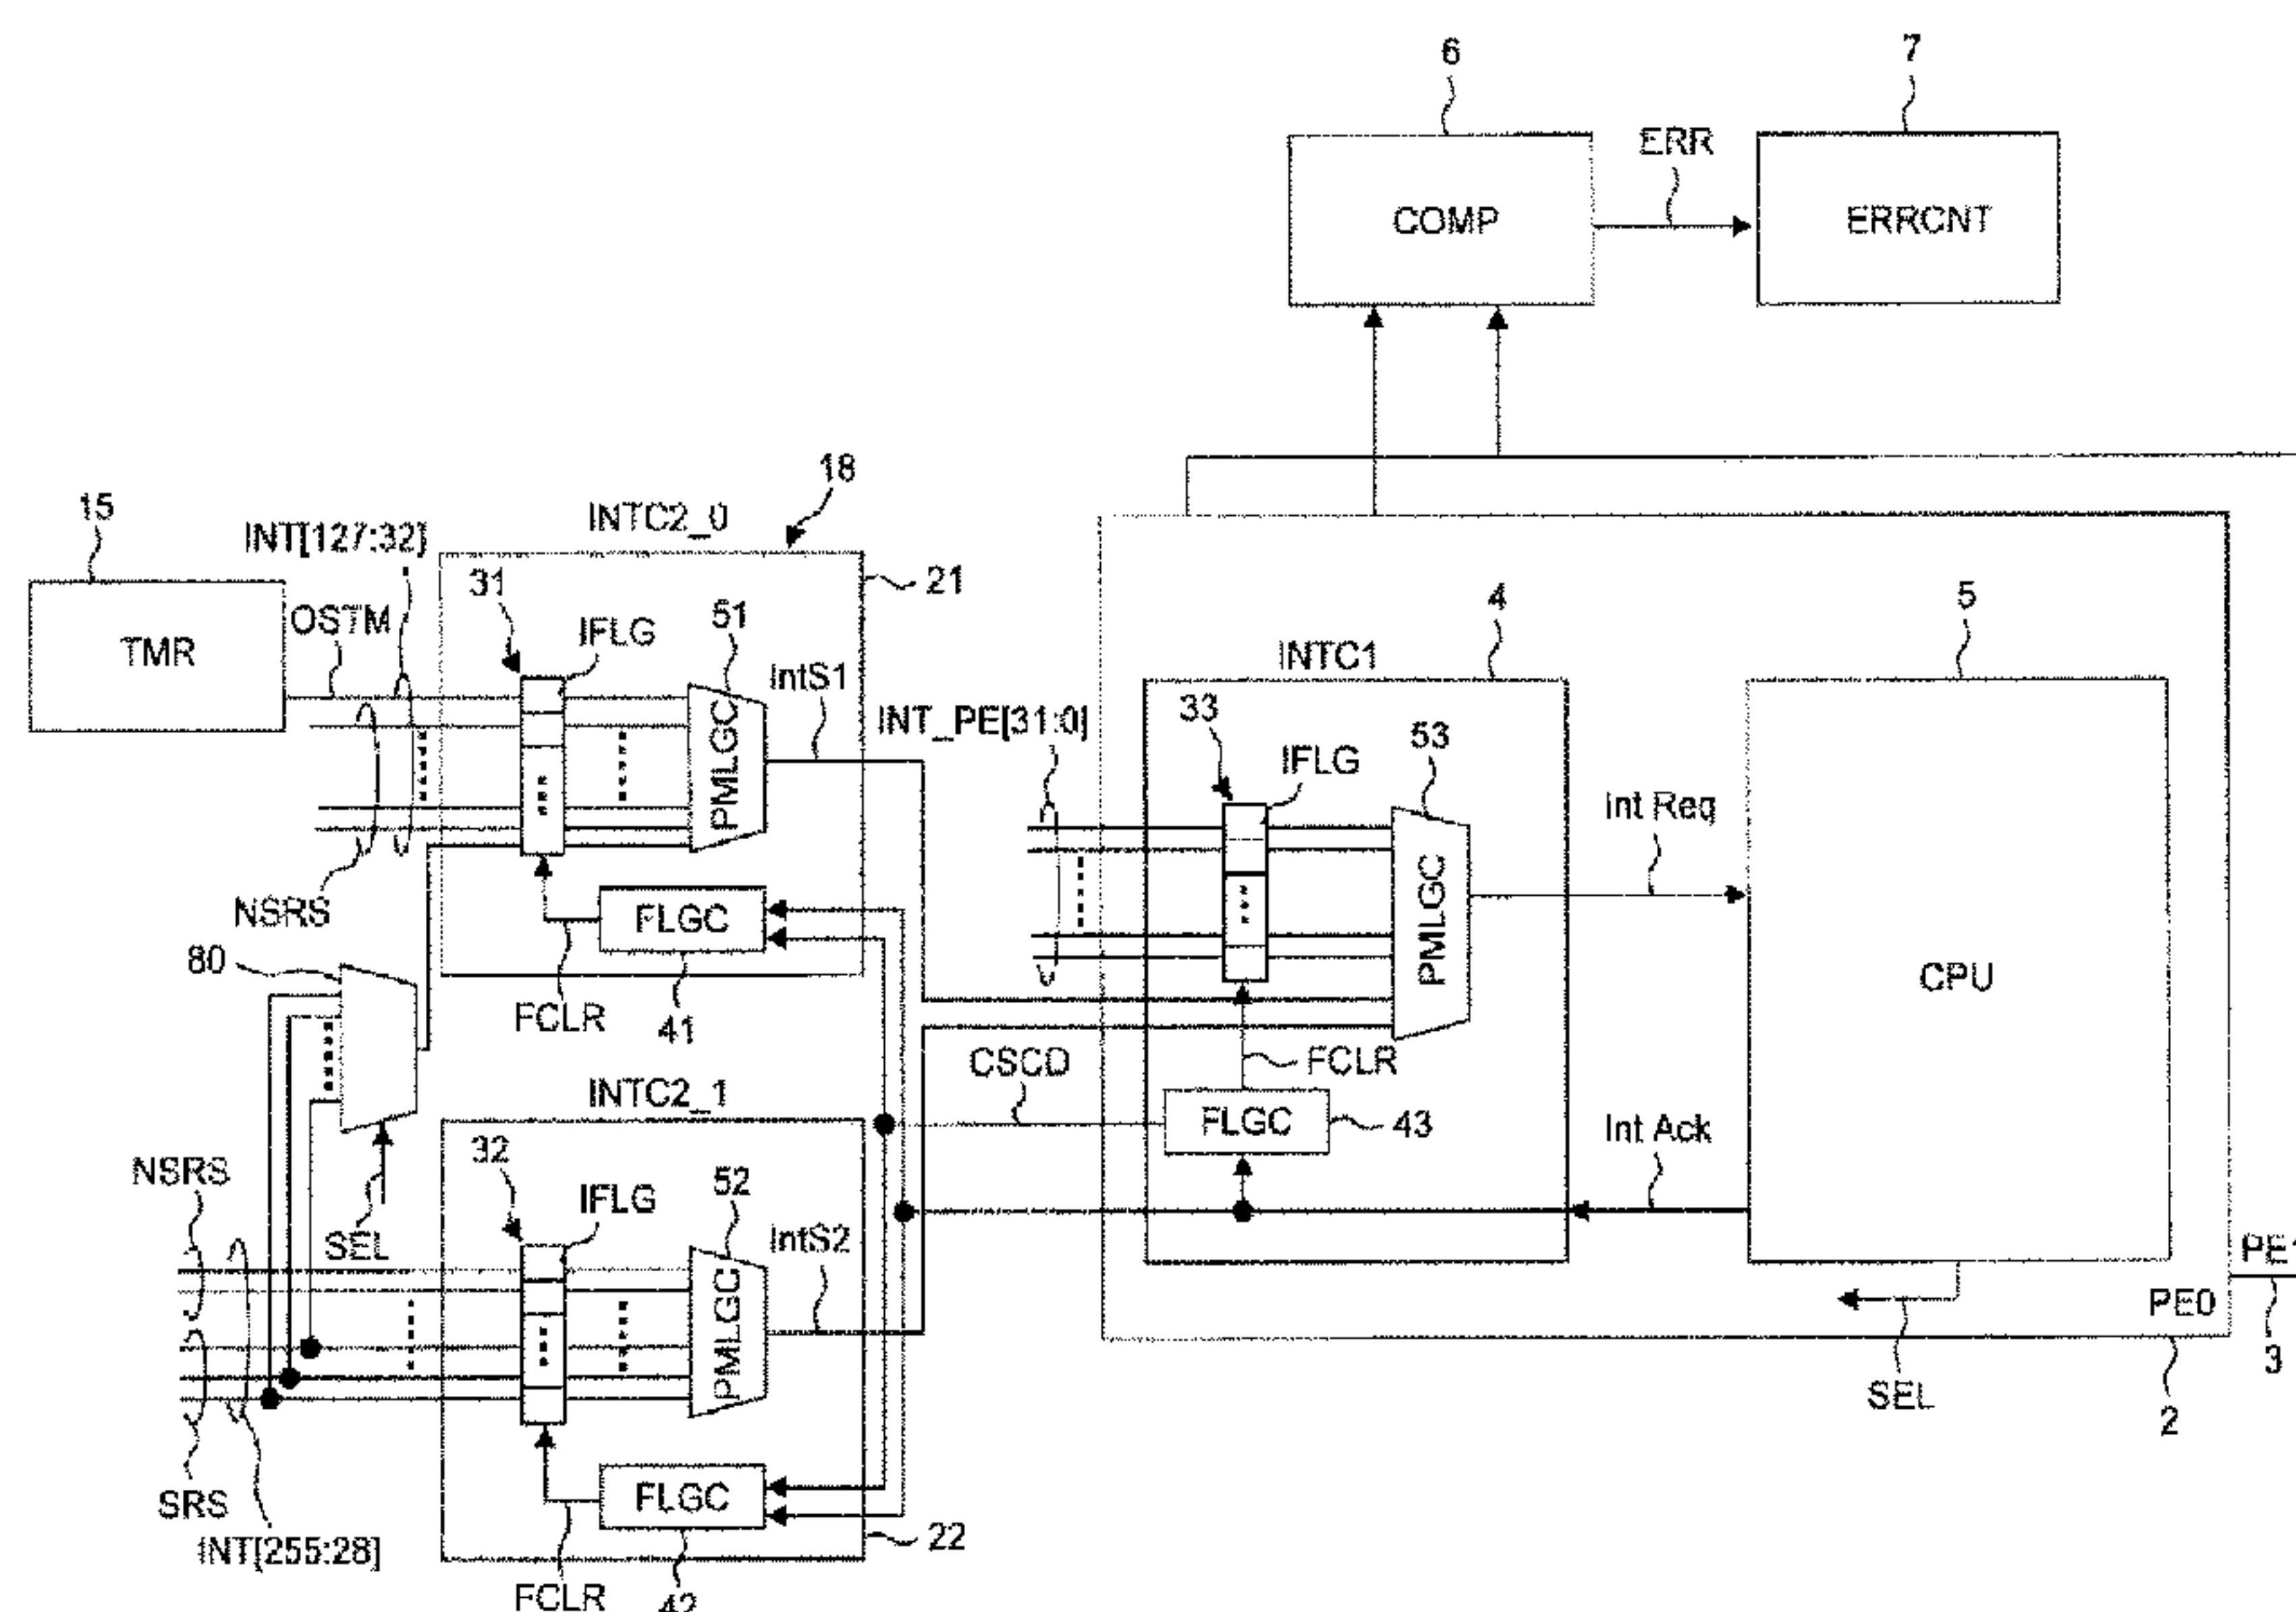 6
7
ERR
COMP
ERRCNT
18
15
INTC2_0
INT[127:32]
31
21
OSTM
IFLG
51
TMR
IntS1
PMLGC
4
5
INTC1
INT_PE[31:0]
33
IFLG
53
Int Req
PMLGC
NSRS
FLGC
80
CPU
FCLR
41
CSCD
FCLR
INTC2_1
FLGC
43
Int Ack
NSRS
32
IFLG
52
SEL
IntS2
PMLGC
PE1
PE0
3
SEL
2
SRS
FLGC
INT[255:28]
22
FCLR
42